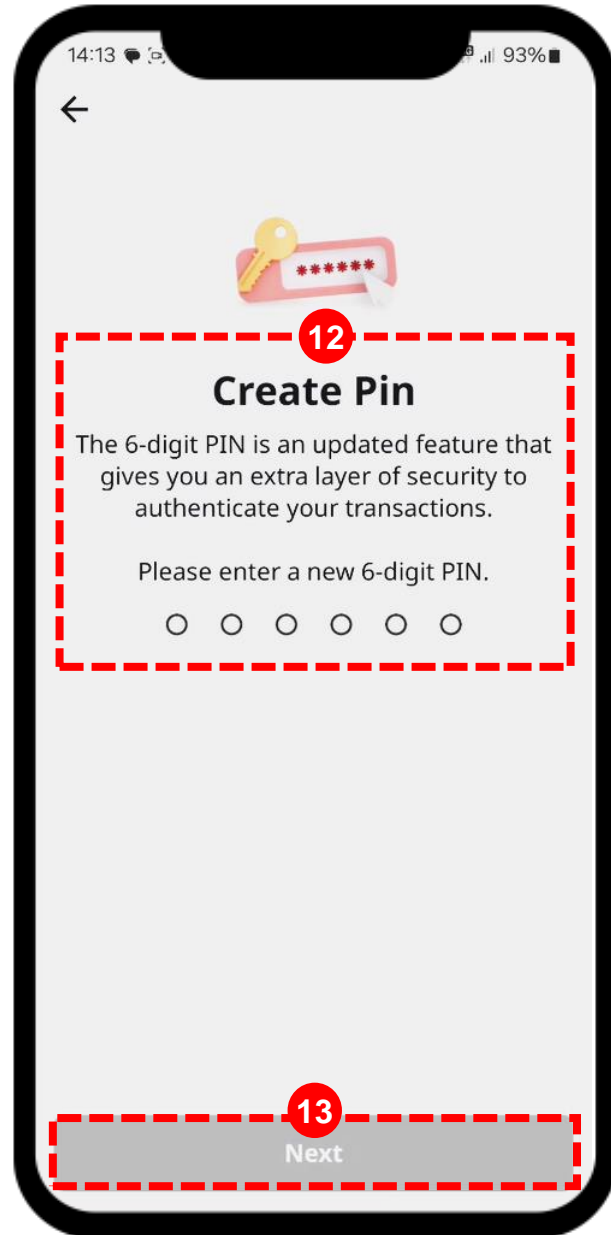 14:13 93%
******
12
Create Pin
The 6-digit PIN is an updated feature that
gives you an extra layer of security to
authenticate your transactions.
Please enter a new 6-digit PIN.
13
Next